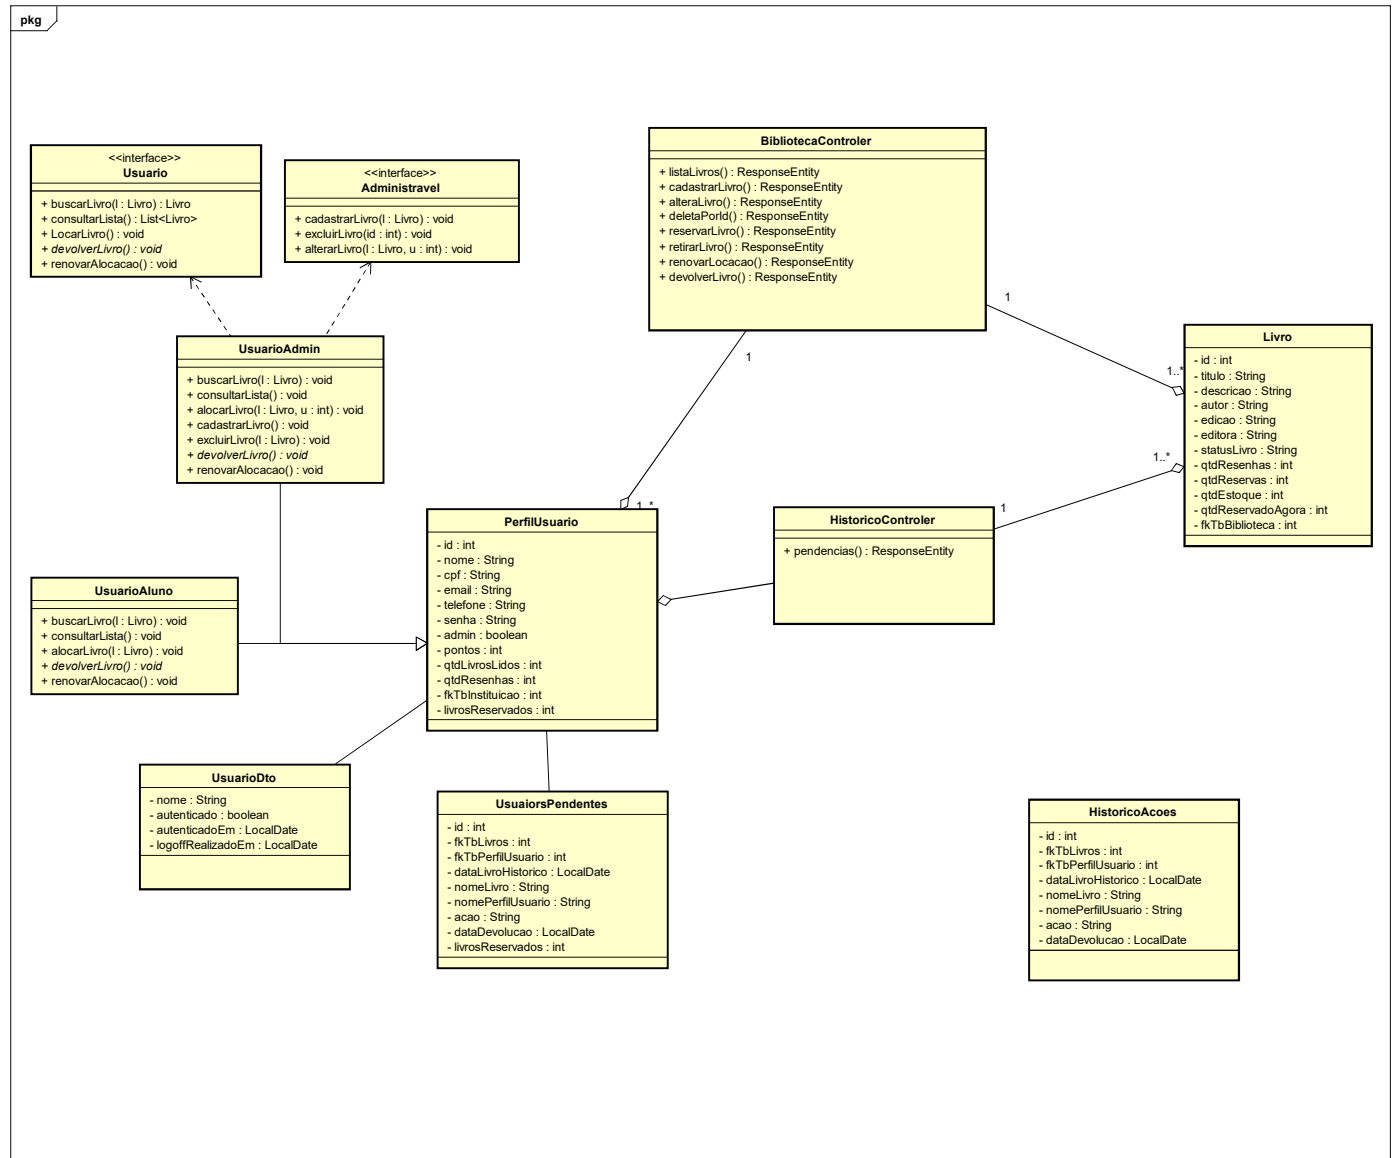 pkg
<<interface>>
Usuario
+ buscarLivro(l : Livro) : Livro
+ consultarLista() : List<Livro>
+ LocarLivro() : void
+ devolverLivro() : void
+ renovarAlocacao() : void
<<interface>>
Administravel
+ cadastrarLivro(l : Livro) : void
+ excluirLivro(id : int) : void
+ alterarLivro(l : Livro, u : int) : void
BibliotecaControler
+ listaLivros() : ResponseEntity
+ cadastrarLivro() : ResponseEntity
+ alteraLivro() : ResponseEntity
+ deletaPorId() : ResponseEntity
+ reservarLivro() : ResponseEntity
+ retirarLivro() : ResponseEntity
+ renovarLocacao() : ResponseEntity
+ devolverLivro() : ResponseEntity
1
1
1..*
1..*
1
1..*
Livro
- id : int
- titulo : String
- descricao : String
- autor : String
- edicao : String
- editora : String
- statusLivro : String
- qtdResenhas : int
- qtdReservas : int
- qtdEstoque : int
- qtdReservadoAgora : int
- fkTbBiblioteca : int
UsuarioAdmin
+ buscarLivro(l : Livro) : void
+ consultarLista() : void
+ alocarLivro(l : Livro, u : int) : void
+ cadastrarLivro() : void
+ excluirLivro(l : Livro) : void
+ devolverLivro() : void
+ renovarAlocacao() : void
PerfilUsuario
- id : int
- nome : String
- cpf : String
- email : String
- telefone : String
- senha : String
- admin : boolean
- pontos : int
- qtdLivrosLidos : int
- qtdResenhas : int
- fkTbInstituicao : int
- livrosReservados : int
HistoricoControler
+ pendencias() : ResponseEntity
UsuarioAluno
+ buscarLivro(l : Livro) : void
+ consultarLista() : void
+ alocarLivro(l : Livro) : void
+ devolverLivro() : void
+ renovarAlocacao() : void
UsuarioDto
- nome : String
- autenticado : boolean
- autenticadoEm : LocalDate
- logoffRealizadoEm : LocalDate
UsuaiorsPendentes
- id : int
- fkTbLivros : int
- fkTbPerfilUsuario : int
- dataLivroHistorico : LocalDate
- nomeLivro : String
- nomePerfilUsuario : String
- acao : String
- dataDevolucao : LocalDate
- livrosReservados : int
HistoricoAcoes
- id : int
- fkTbLivros : int
- fkTbPerfilUsuario : int
- dataLivroHistorico : LocalDate
- nomeLivro : String
- nomePerfilUsuario : String
- acao : String
- dataDevolucao : LocalDate